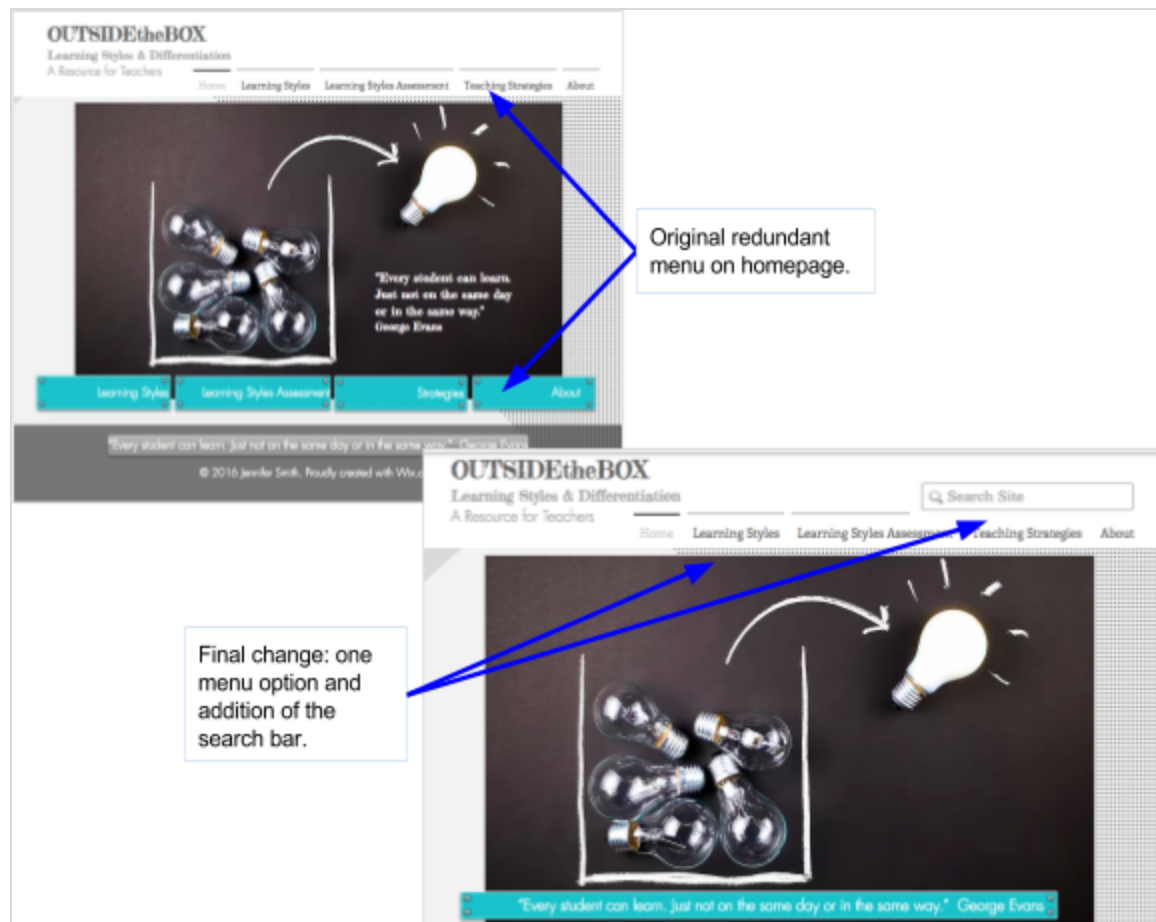 OUTSIDEtheBOX
Learning Styles & Differentiation
A Resource for Teachers
Home Learning Styles Learning Styles Assessment Teaching Strategies About
"Every student can learn.
Just not on the same day
or in the same way."
George Evans
Learning Styles Learning Styles Assessment Strategies About
"Every student can learn. Just not on the same day or in the same way." George Evans
© 2016 Jennifer Smith. Proudly created with Wix.c
Original redundant
menu on homepage.
OUTSIDEtheBOX
Learning Styles & Differentiation
A Resource for Teachers
Search Site
Home Learning Styles Learning Styles Assessment Teaching Strategies About
Final change: one
menu option and
addition of the
search bar.
"Every student can learn. Just not on the same day or in the same way." George Evans